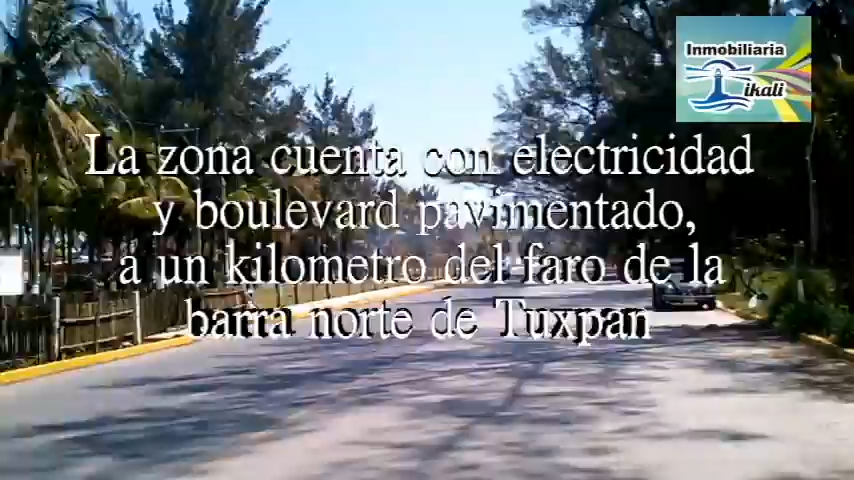 Inmobiliaria
ikali
La zona cuenta con electricidad
y boulevard pavimentado,
a un kilometro del faro de la
barra norte de Tuxpan